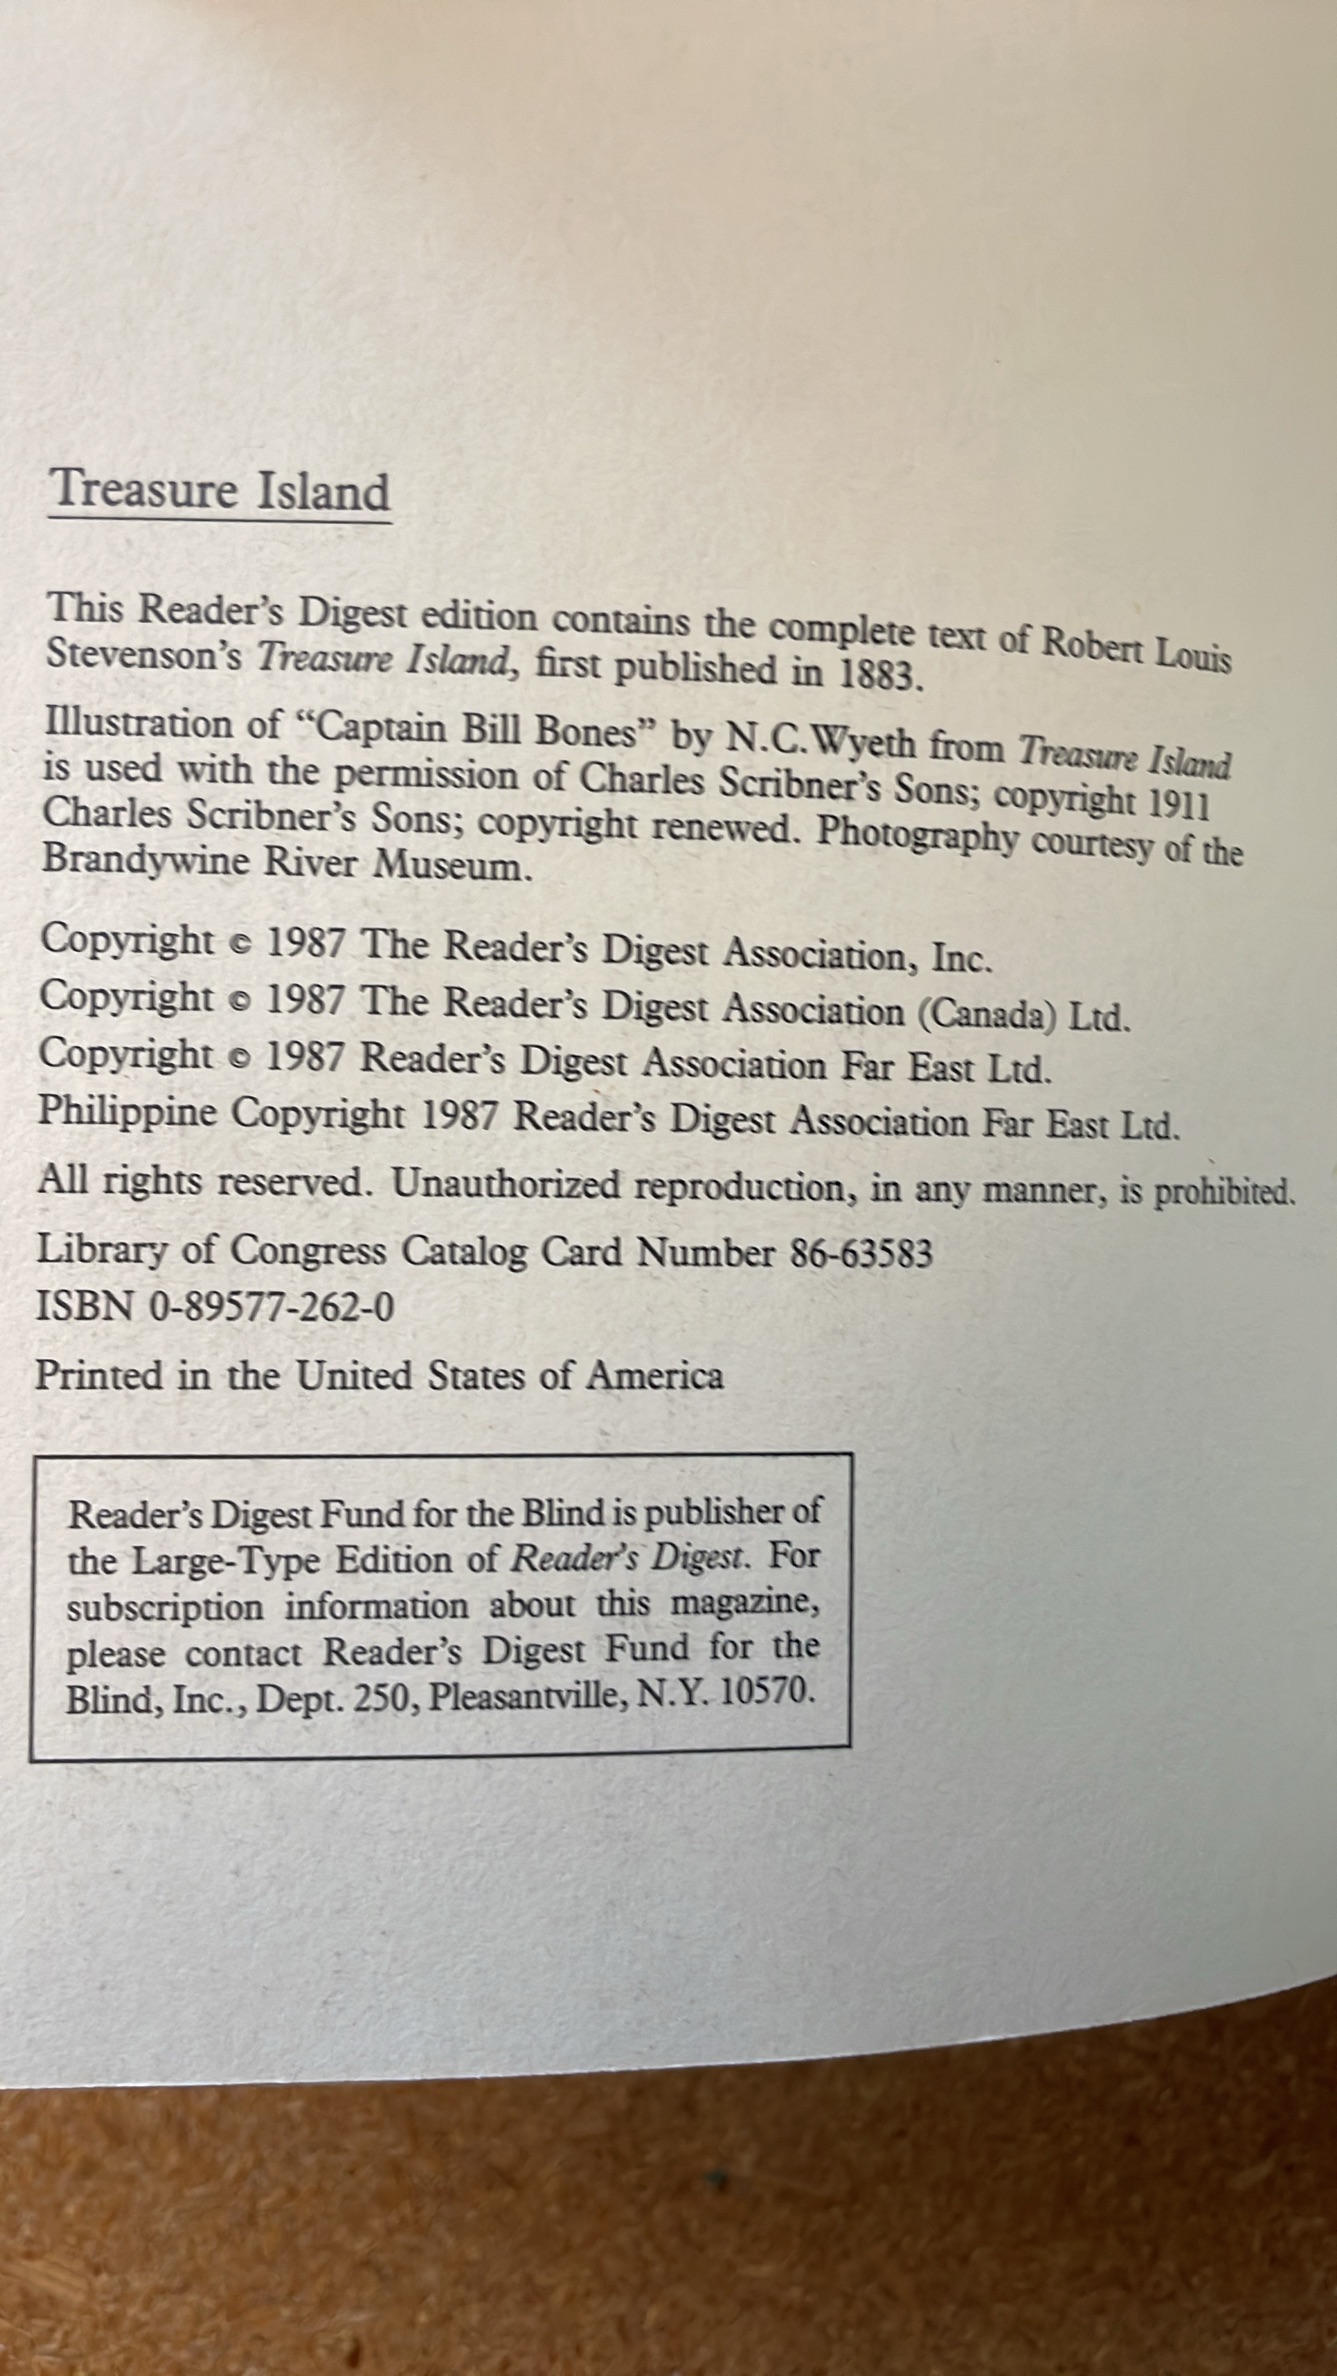 Treasure Island
This Reader's Digest edition contains the complete text of Robert Louis
Stevenson's Treasure Island, first published in 1883.
Illustration of “Captain Bill Bones” by N.C.Wyeth from Treasure Island
is used with the permission of Charles Scribner's Sons; copyright 1911
Charles Scribner's Sons; copyright renewed. Photography courtesy of the
Brandywine River Museum.
Copyright © 1987 The Reader's Digest Association, Inc.
Copyright © 1987 The Reader's Digest Association (Canada) Ltd.
Copyright © 1987 Reader's Digest Association Far East Ltd.
Philippine Copyright 1987 Reader's Digest Association Far East Ltd.
All rights reserved. Unauthorized reproduction, in any manner, is prohibited.
Library of Congress Catalog Card Number 86-63583
ISBN 0-89577-262-0
Printed in the United States of America
Reader's Digest Fund for the Blind is publisher of
the Large-Type Edition of Reader's Digest. For
subscription information about this magazine,
please contact Reader's Digest Fund for the
Blind, Inc., Dept. 250, Pleasantville, N.Y. 10570.